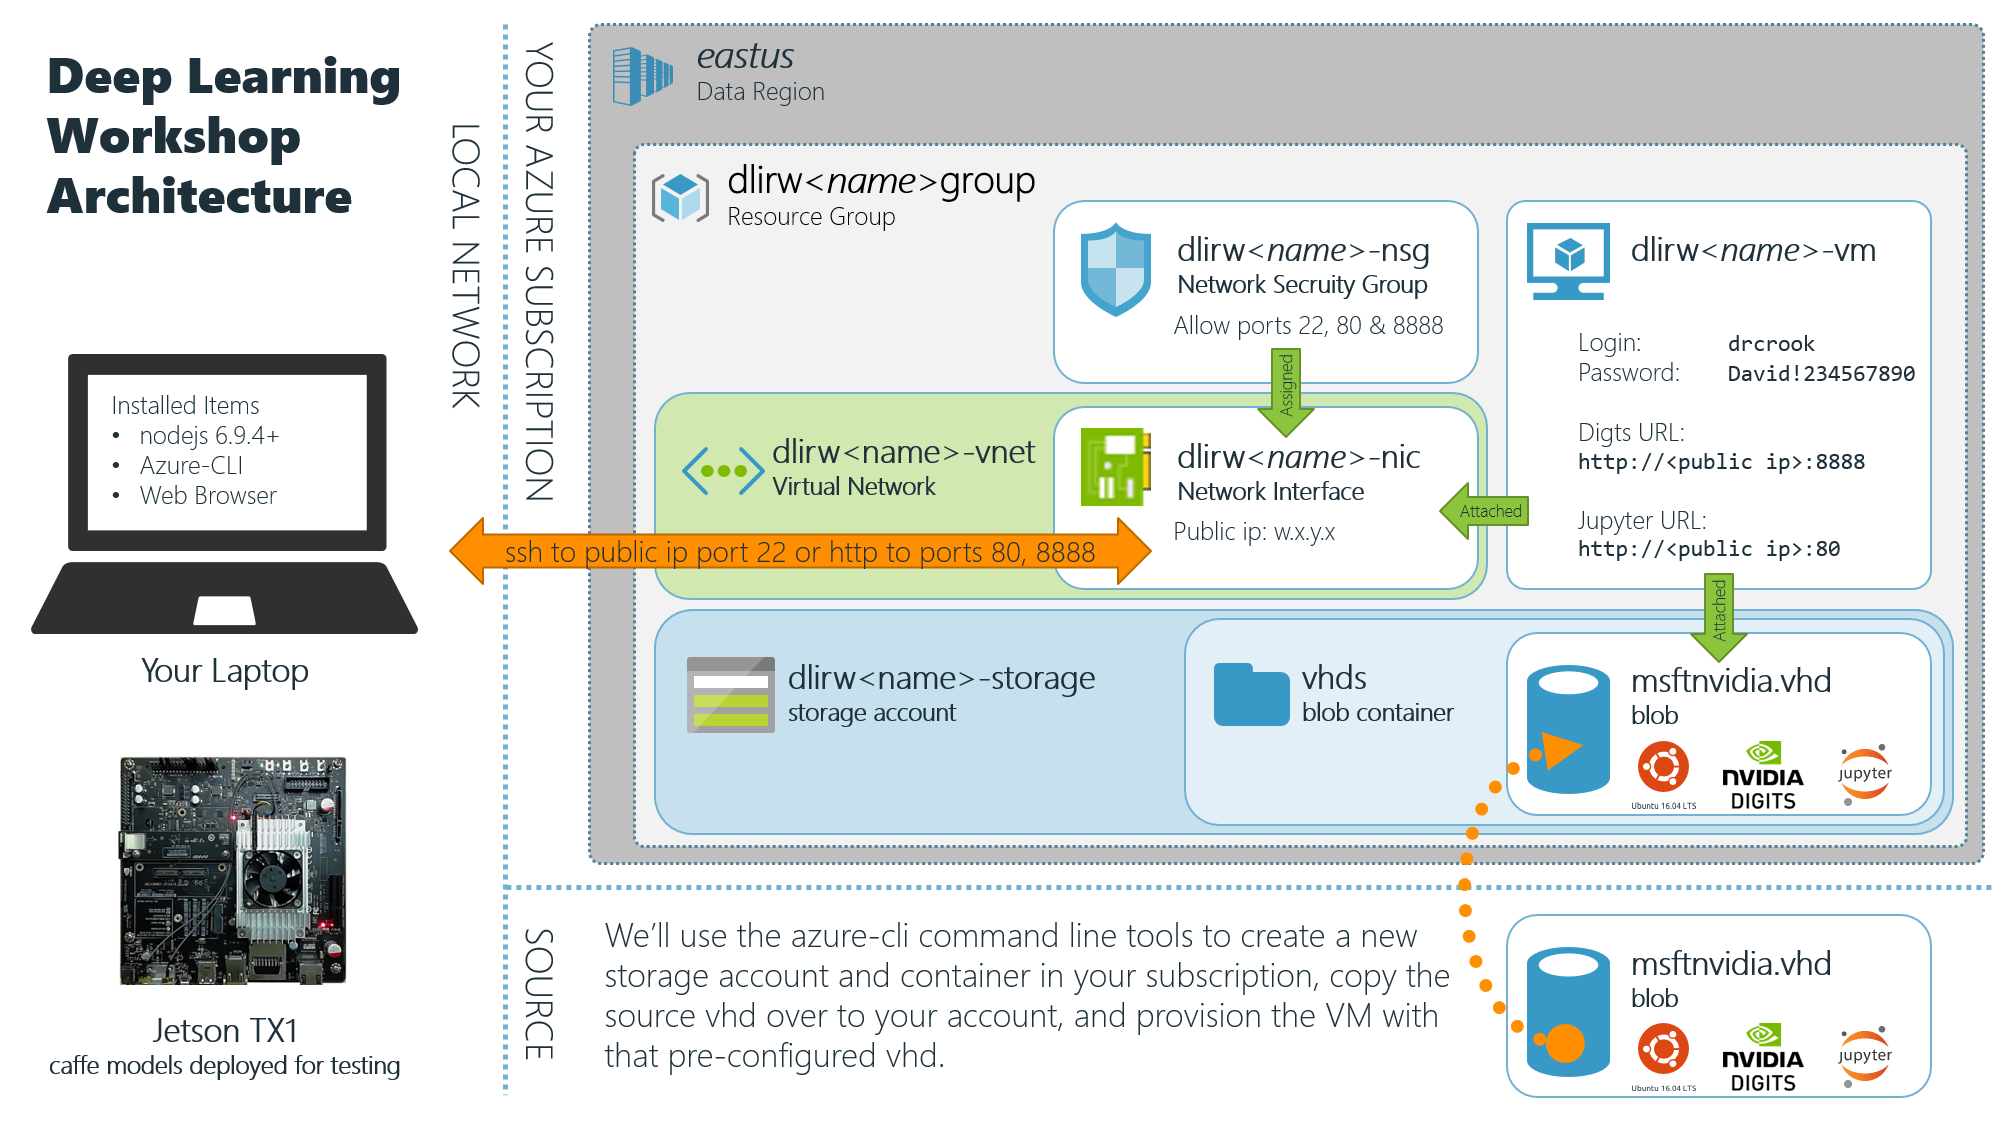 Deep Learning
Workshop
Architecture
LOCAL NETWORK
YOUR AZURE SUBSCRIPTION
eastus
Data Region
dlirw<name>group
Resource Group
dlirw<name>-nsg
Network Secruity Group
Allow ports 22, 80 & 8888
Assigned
dlirw<name>-vm
Login: drcrook
Password: David!234567890
Digts URL:
http://<public ip>:8888
Jupyter URL:
http://<public ip>:80
Installed Items
• nodejs 6.9.4+
• Azure-CLI
• Web Browser
Your Laptop
dlirw<name>-vnet
Virtual Network
dlirw<name>-nic
Network Interface
Public ip: w.x.y.x
Attached
ssh to public ip port 22 or http to ports 80, 8888
Attached
dlirw<name>-storage
storage account
vhds
blob container
msftnvidia.vhd
blob
Ubuntu 16.04 LTS
NVIDIA
DIGITS
jupyter
Jetson TX1
caffe models deployed for testing
SOURCE
We'll use the azure-cli command line tools to create a new
storage account and container in your subscription, copy the
source vhd over to your account, and provision the VM with
that pre-configured vhd.
msftnvidia.vhd
blob
Ubuntu 16.04 LTS
NVIDIA
DIGITS
jupyter